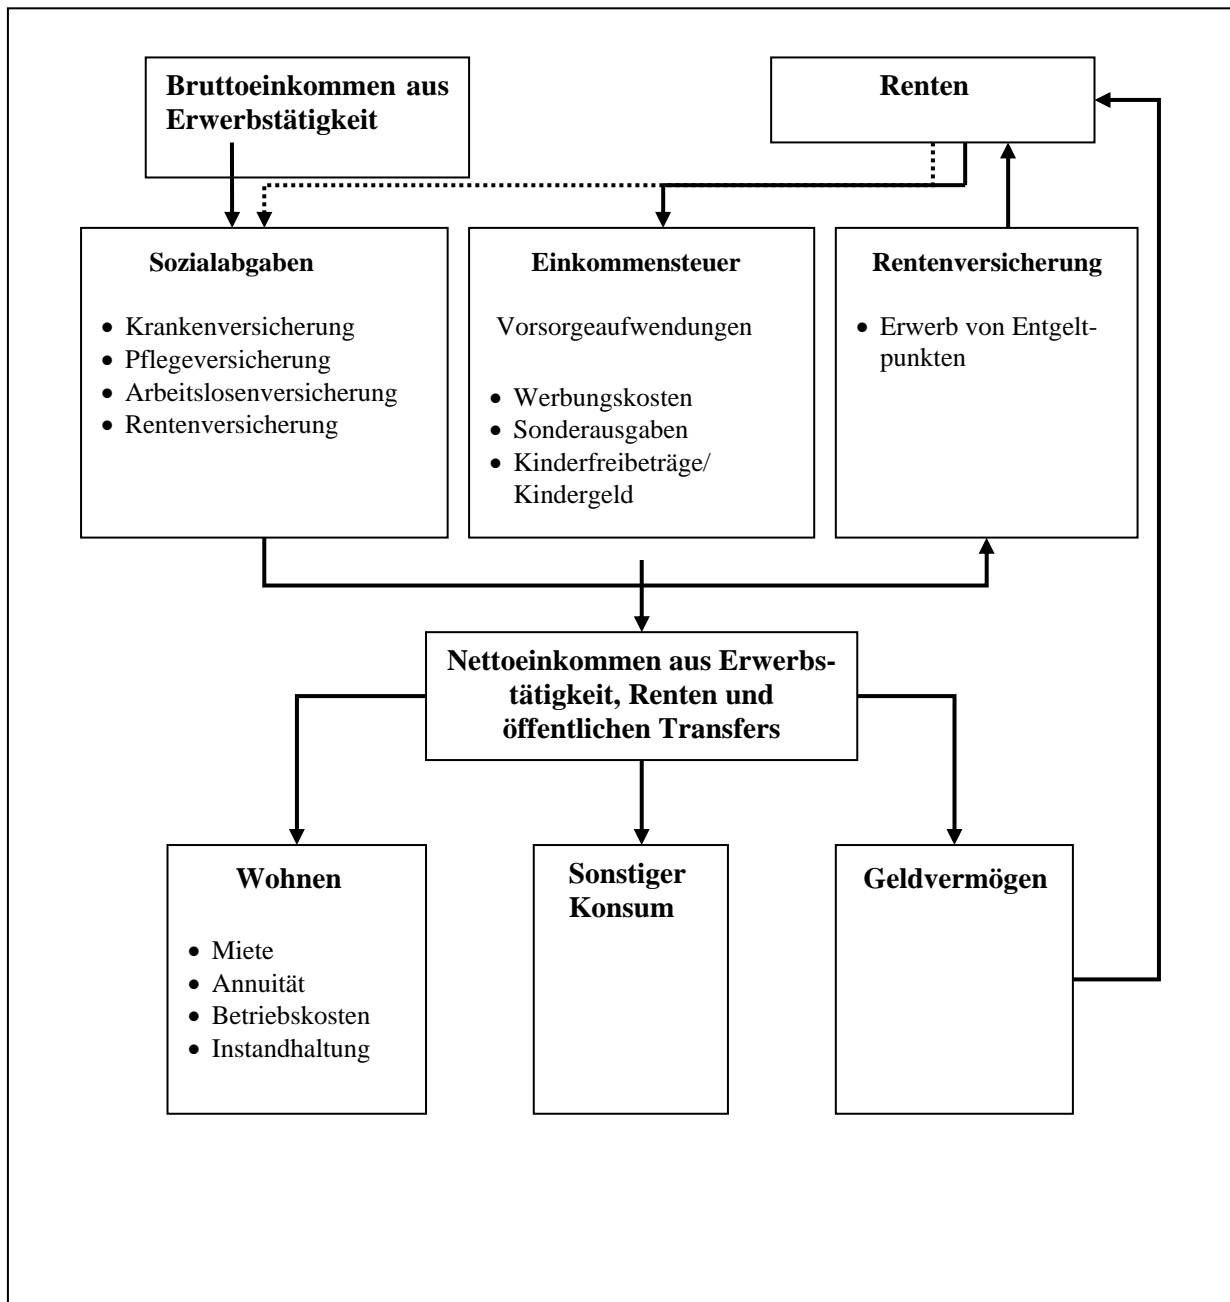 Bruttoeinkommen aus
Erwerbstätigkeit
Renten
Sozialabgaben
• Krankenversicherung
• Pflegeversicherung
• Arbeitslosenversicherung
• Rentenversicherung
Einkommensteuer
Vorsorgeaufwendungen
• Werbungskosten
• Sonderausgaben
• Kinderfreibeträge/
Kindergeld
Rentenversicherung
• Erwerb von Entgelt-
punkten
Nettoeinkommen aus Erwerbs-
tätigkeit, Renten und
öffentlichen Transfers
Wohnen
• Miete
• Annuität
• Betriebskosten
• Instandhaltung
Sonstiger
Konsum
Geldvermögen